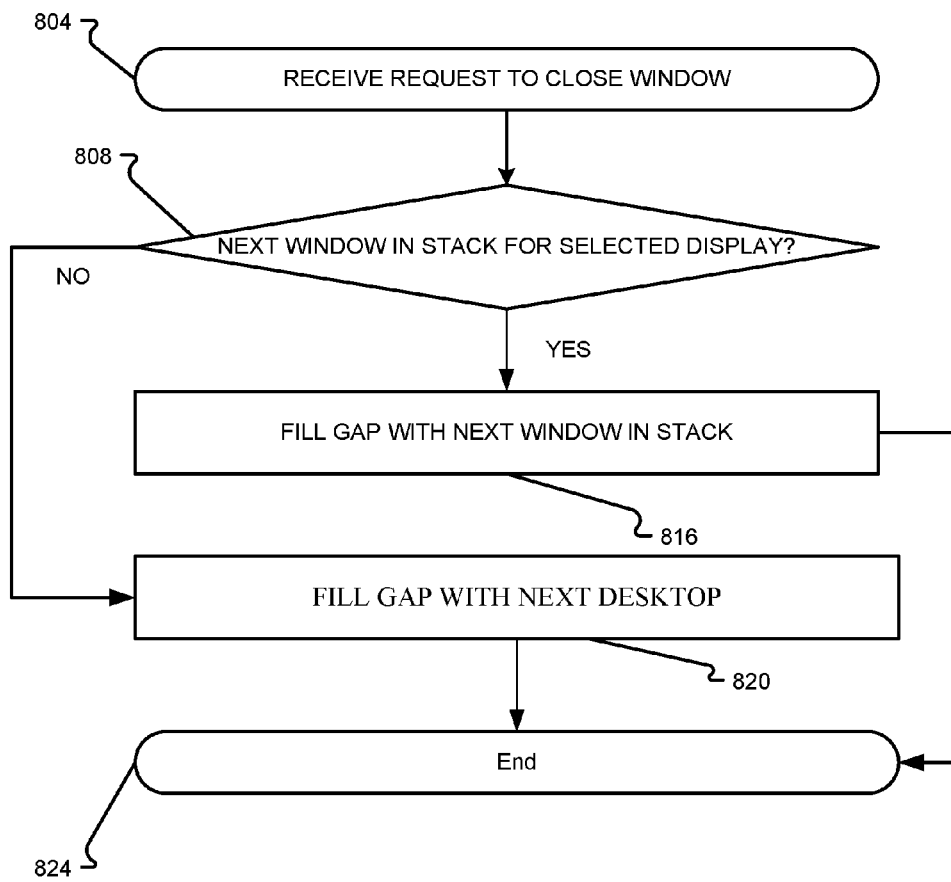 804
RECEIVE REQUEST TO CLOSE WINDOW
808
NEXT WINDOW IN STACK FOR SELECTED DISPLAY?
NO
YES
FILL GAP WITH NEXT WINDOW IN STACK
816
FILL GAP WITH NEXT DESKTOP
820
End
824